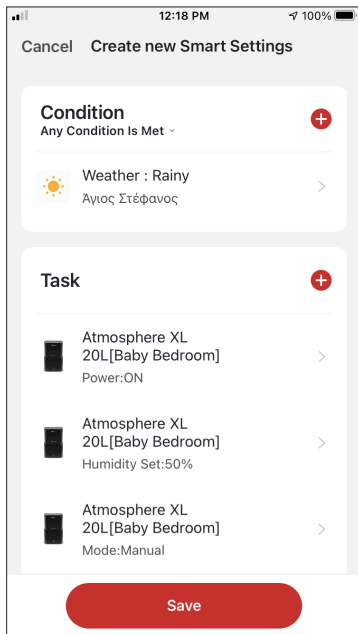 12:18 PM
100%
Cancel Create new Smart Settings
Condition
Any Condition Is Met
Weather : Rainy
Άγιος Στέφανος
Task
Atmosphere XL
20L[Baby Bedroom]
Power:ON
Atmosphere XL
20L[Baby Bedroom]
Humidity Set:50%
Atmosphere XL
20L[Baby Bedroom]
Mode:Manual
Save